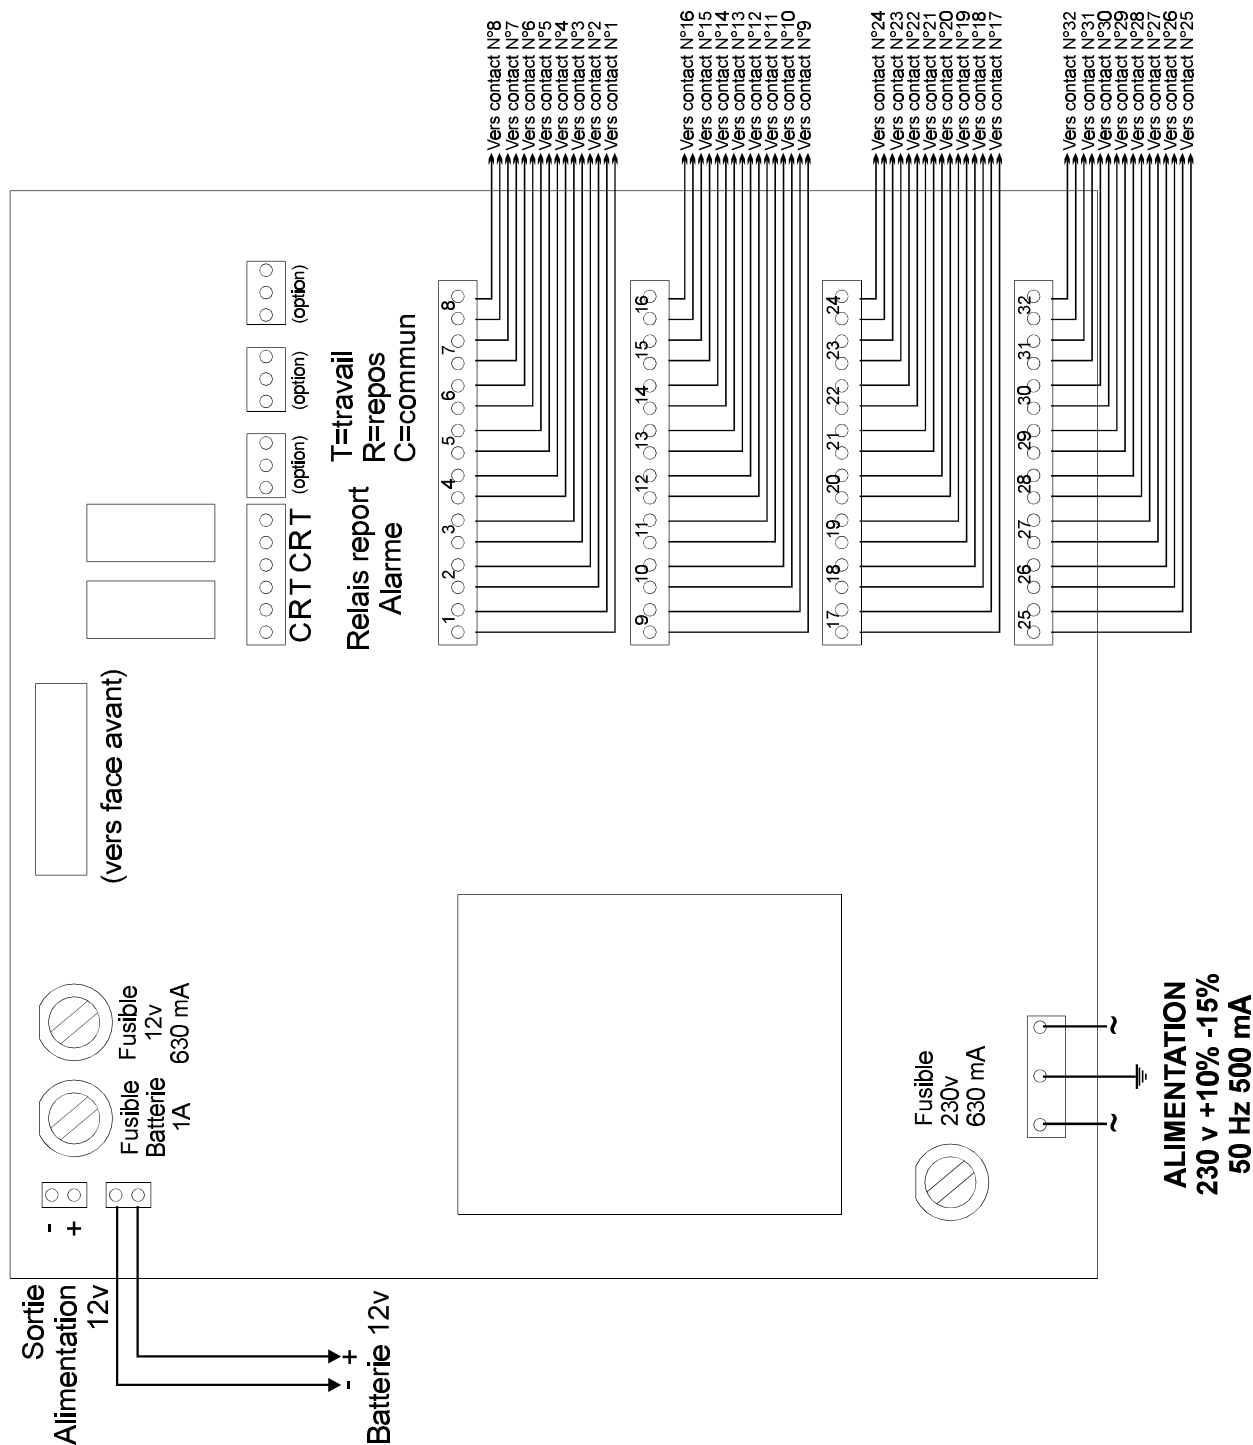 Sortie
Alimentation
12v
-
+
Batterie 12v
-
+
Fusible
Batterie
1A
Fusible
12v
630 mA
(vers face avant)
C R T C R T
Relais report
Alarme
(option)
(option)
(option)
T=travail
R=repos
C=commun
1 2 3 4 5 6 7 8
Vers contact N°8
Vers contact N°7
Vers contact N°6
Vers contact N°5
Vers contact N°4
Vers contact N°3
Vers contact N°2
Vers contact N°1
9 10 11 12 13 14 15 16
Vers contact N°16
Vers contact N°15
Vers contact N°14
Vers contact N°13
Vers contact N°12
Vers contact N°11
Vers contact N°10
Vers contact N°9
17 18 19 20 21 22 23 24
Vers contact N°24
Vers contact N°23
Vers contact N°22
Vers contact N°21
Vers contact N°20
Vers contact N°19
Vers contact N°18
Vers contact N°17
25 26 27 28 29 30 31 32
Vers contact N°32
Vers contact N°31
Vers contact N°30
Vers contact N°29
Vers contact N°28
Vers contact N°27
Vers contact N°26
Vers contact N°25
Fusible
230v
630 mA
~
~
ALIMENTATION
230 v +10% -15%
50 Hz 500 mA